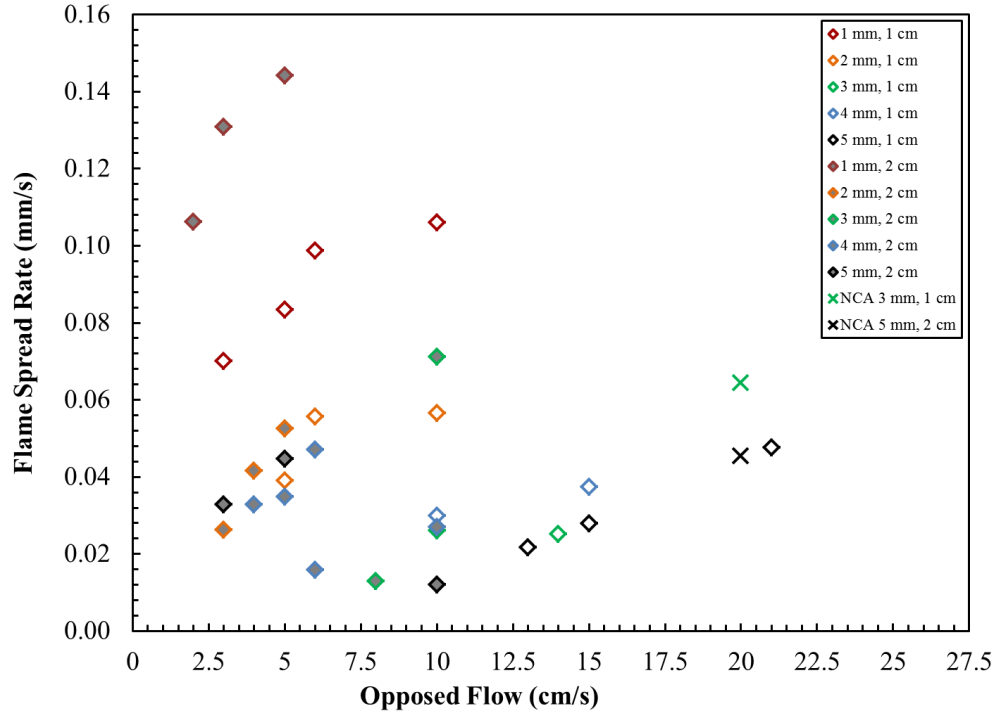 0.16
0.14
0.12
0.10
0.08
0.06
0.04
0.02
0.00
Flame Spread Rate (mm/s)
1 mm, 1 cm
2 mm, 1 cm
3 mm, 1 cm
4 mm, 1 cm
5 mm, 1 cm
1 mm, 2 cm
2 mm, 2 cm
3 mm, 2 cm
4 mm, 2 cm
5 mm, 2 cm
NCA 3 mm, 1 cm
NCA 5 mm, 2 cm
0 2.5 5 7.5 10 12.5 15 17.5 20 22.5 25 27.5
Opposed Flow (cm/s)